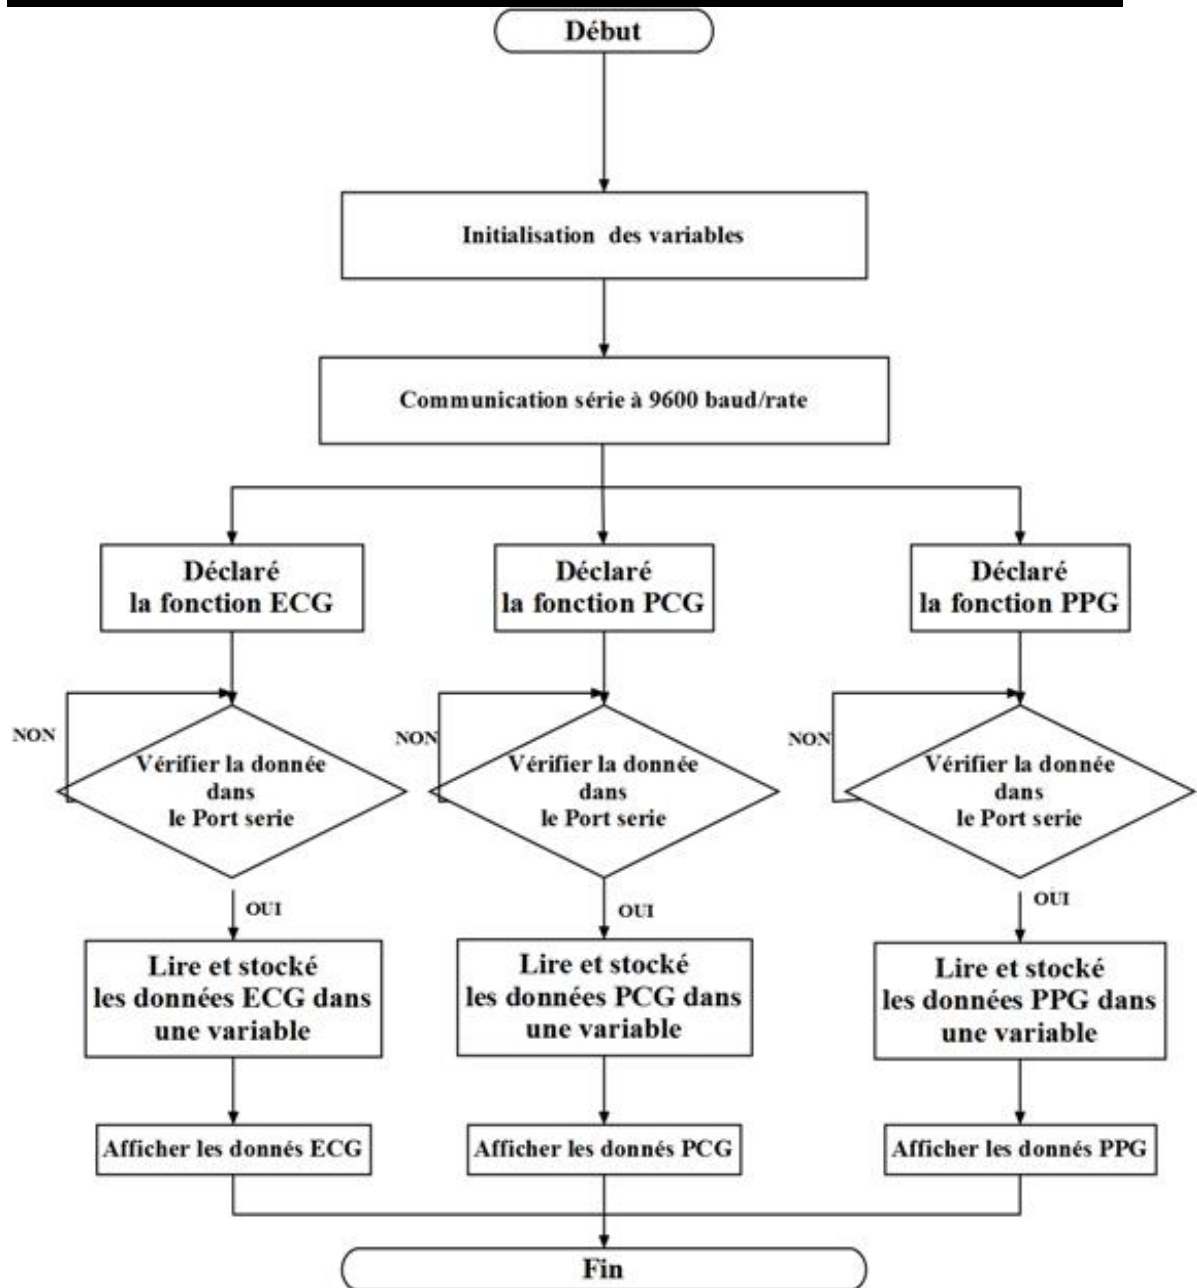 Début
Initialisation des variables
Communication série à 9600 baud/rate
Déclaré
la fonction ECG
Déclaré
la fonction PCG
Déclaré
la fonction PPG
NON
Vérifier la donnée
dans
le Port serie
NON
Vérifier la donnée
dans
le Port serie
NON
Vérifier la donnée
dans
le Port serie
OUI
OUI
OUI
Lire et stocké
les données ECG dans
une variable
Lire et stocké
les données PCG dans
une variable
Lire et stocké
les données PPG dans
une variable
Afficher les donnés ECG
Afficher les donnés PCG
Afficher les donnés PPG
Fin